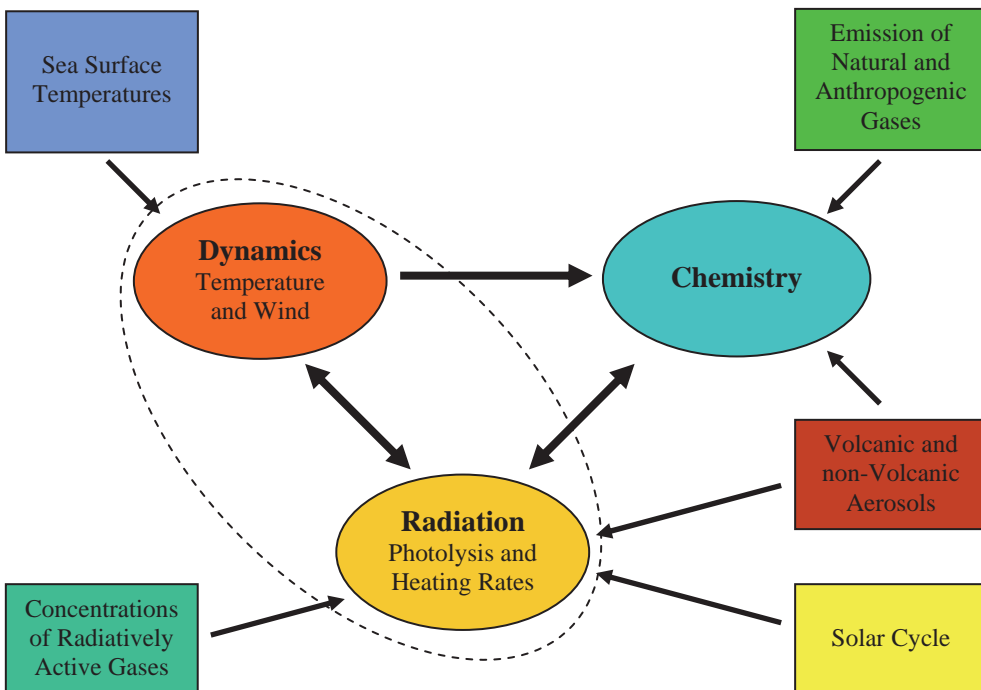 Sea Surface
Temperatures
Emission of
Natural and
Anthropogenic
Gases
Dynamics
Temperature
and Wind
Chemistry
Radiation
Photolysis and
Heating Rates
Volcanic and
non-Volcanic
Aerosols
Concentrations
of Radiatively
Active Gases
Solar Cycle